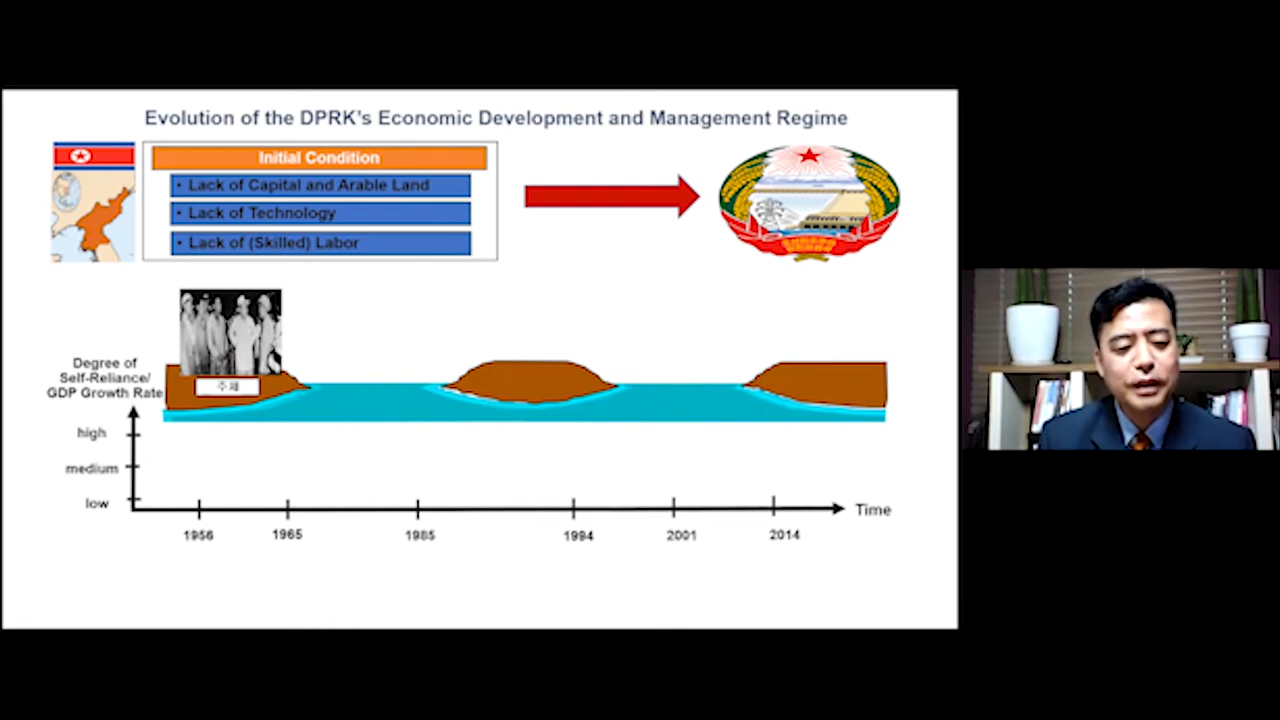 Evolution of the DPRK's Economic Development and Management Regime
Initial Condition
• Lack of Capital and Arable Land
• Lack of Technology
• Lack of (Skilled) Labor
주체
Degree of
Self-Reliance/
GDP Growth Rate
high
medium
low
1956
1965
1985
1994
2001
2014
Time